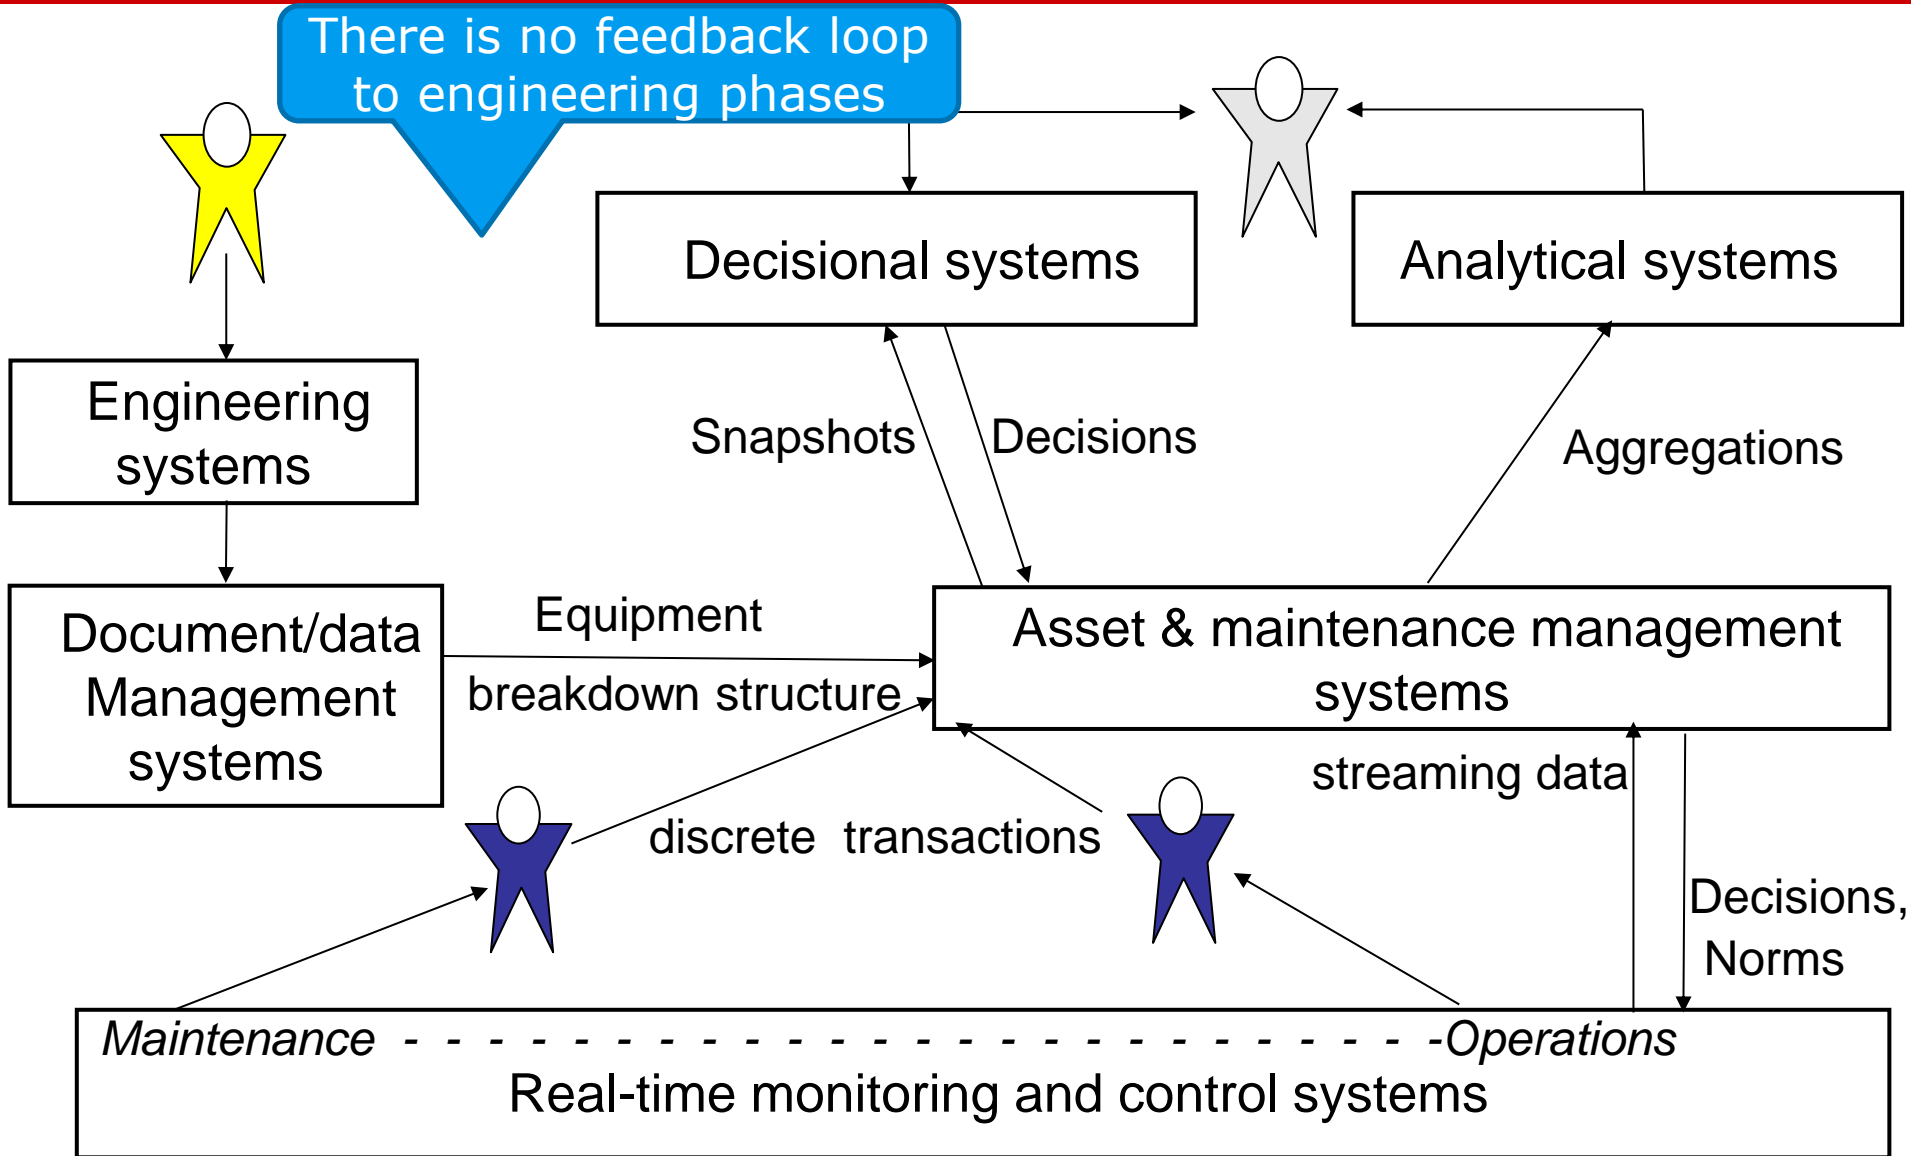 There is no feedback loop
to engineering phases
Decisional systems
Analytical systems
Engineering
systems
Snapshots
Decisions
Aggregations
Document/data
Management
systems
Equipment
breakdown structure
Asset & maintenance management
systems
streaming data
discrete transactions
Decisions,
Norms
Maintenance - - - - - - - - - - - - - - - - - - - - - - - - -Operations
Real-time monitoring and control systems